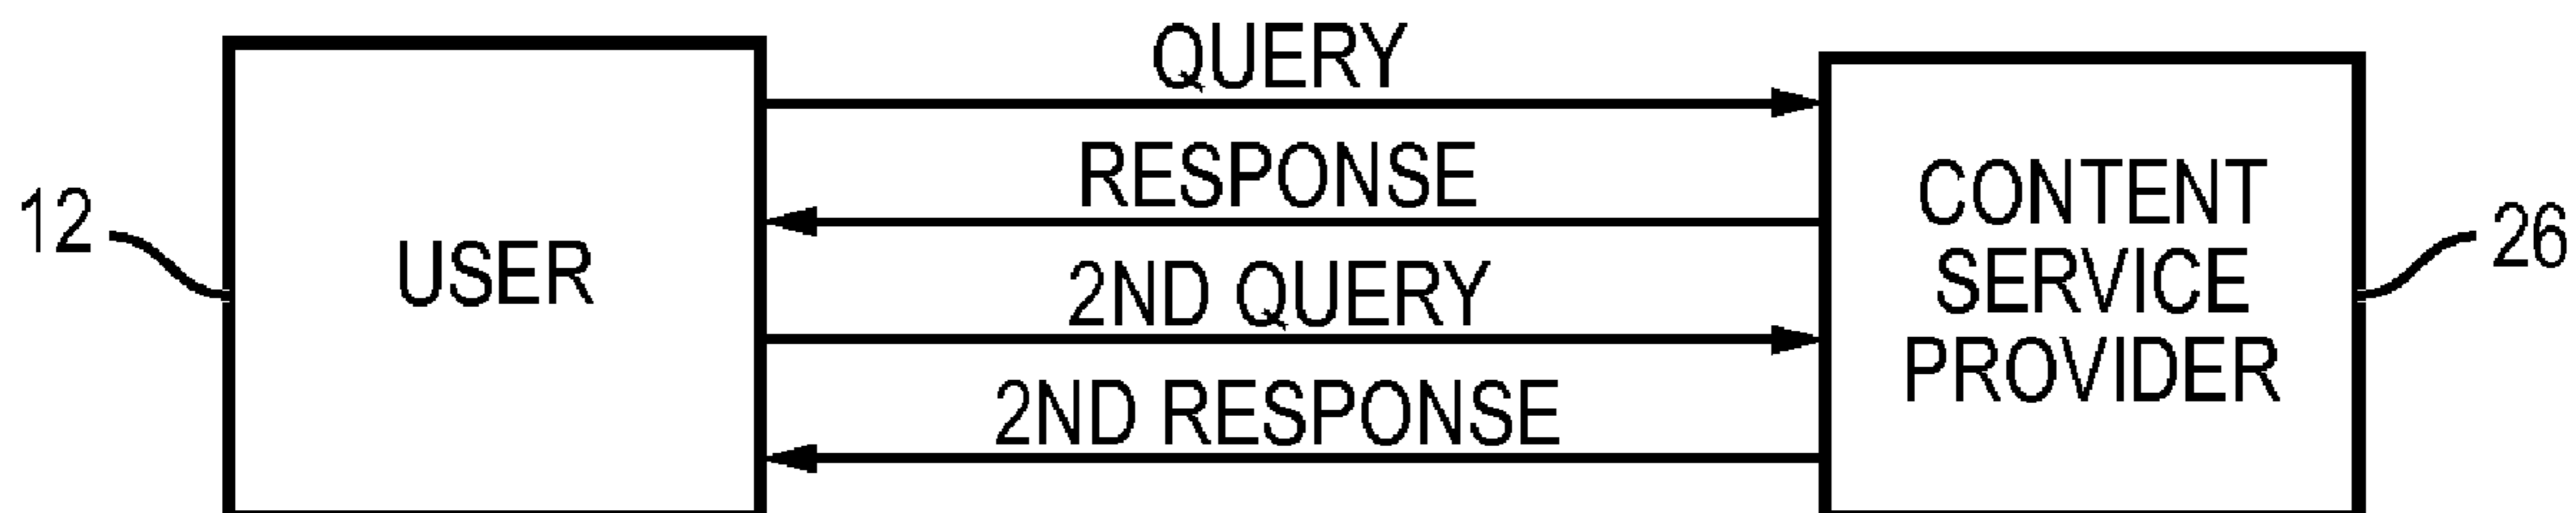 QUERY
RESPONSE
12
USER
2ND QUERY
2ND RESPONSE
CONTENT
SERVICE
PROVIDER
26